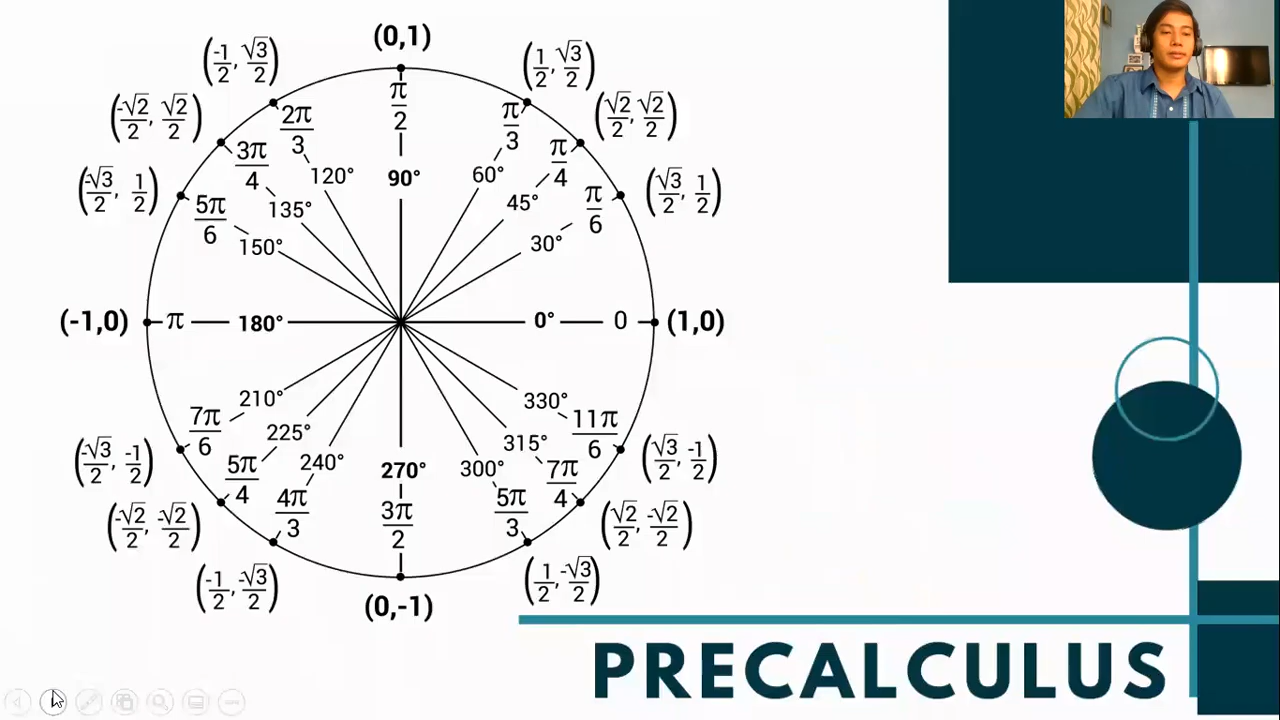 (0,1)
(-1/2, √3/2)
(1/2, √3/2)
(-√2/2, √2/2)
(√2/2, √2/2)
(-√3/2, 1/2)
(√3/2, 1/2)
π/2
2π/3
π/3
3π/4
π/4
5π/6
π/6
120°
90°
60°
135°
45°
150°
30°
(-1,0)
π
180°
0°
0
(1,0)
210°
330°
7π/6
11π/6
225°
315°
240°
270°
300°
5π/4
7π/4
4π/3
3π/2
5π/3
(-√3/2, -1/2)
(√3/2, -1/2)
(-√2/2, -√2/2)
(√2/2, -√2/2)
(-1/2, -√3/2)
(1/2, -√3/2)
(0,-1)
PRECALCULUS